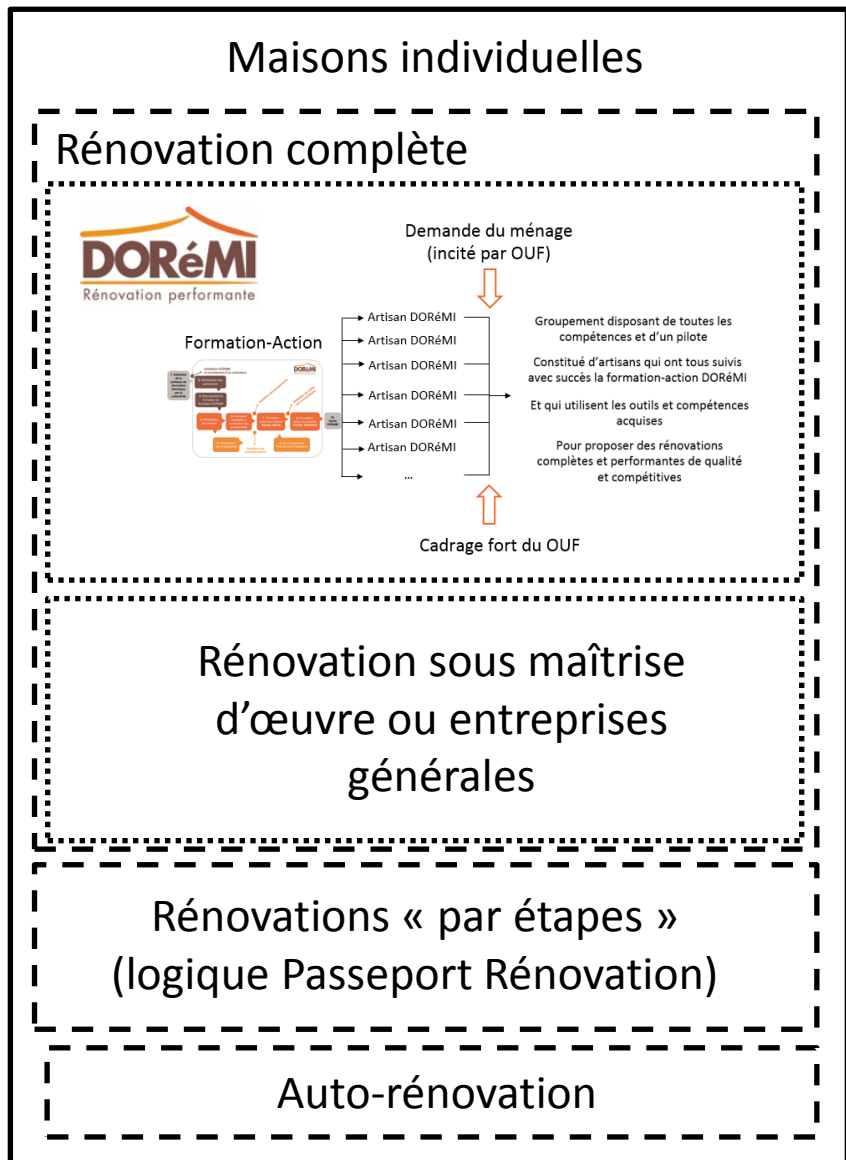 Maisons individuelles
Rénovation complète
DORéMI
Rénovation performante
Demande du ménage
(incité par OUF)
Formation-Action
DORéMI
Artisan DORéMI
Artisan DORéMI
Artisan DORéMI
Artisan DORéMI
Artisan DORéMI
Artisan DORéMI
...
Groupement disposant de toutes les
compétences et d'un pilote
Constitué d'artisans qui ont tous suivis
avec succès la formation-action DORéMI
Et qui utilisent les outils et compétences
acquises
Pour proposer des rénovations
complètes et performantes de qualité
et compétitives
Cadrage fort du OUF
Rénovation sous maîtrise
d'œuvre ou entreprises
générales
Rénovations « par étapes »
(logique Passeport Rénovation)
Auto-rénovation